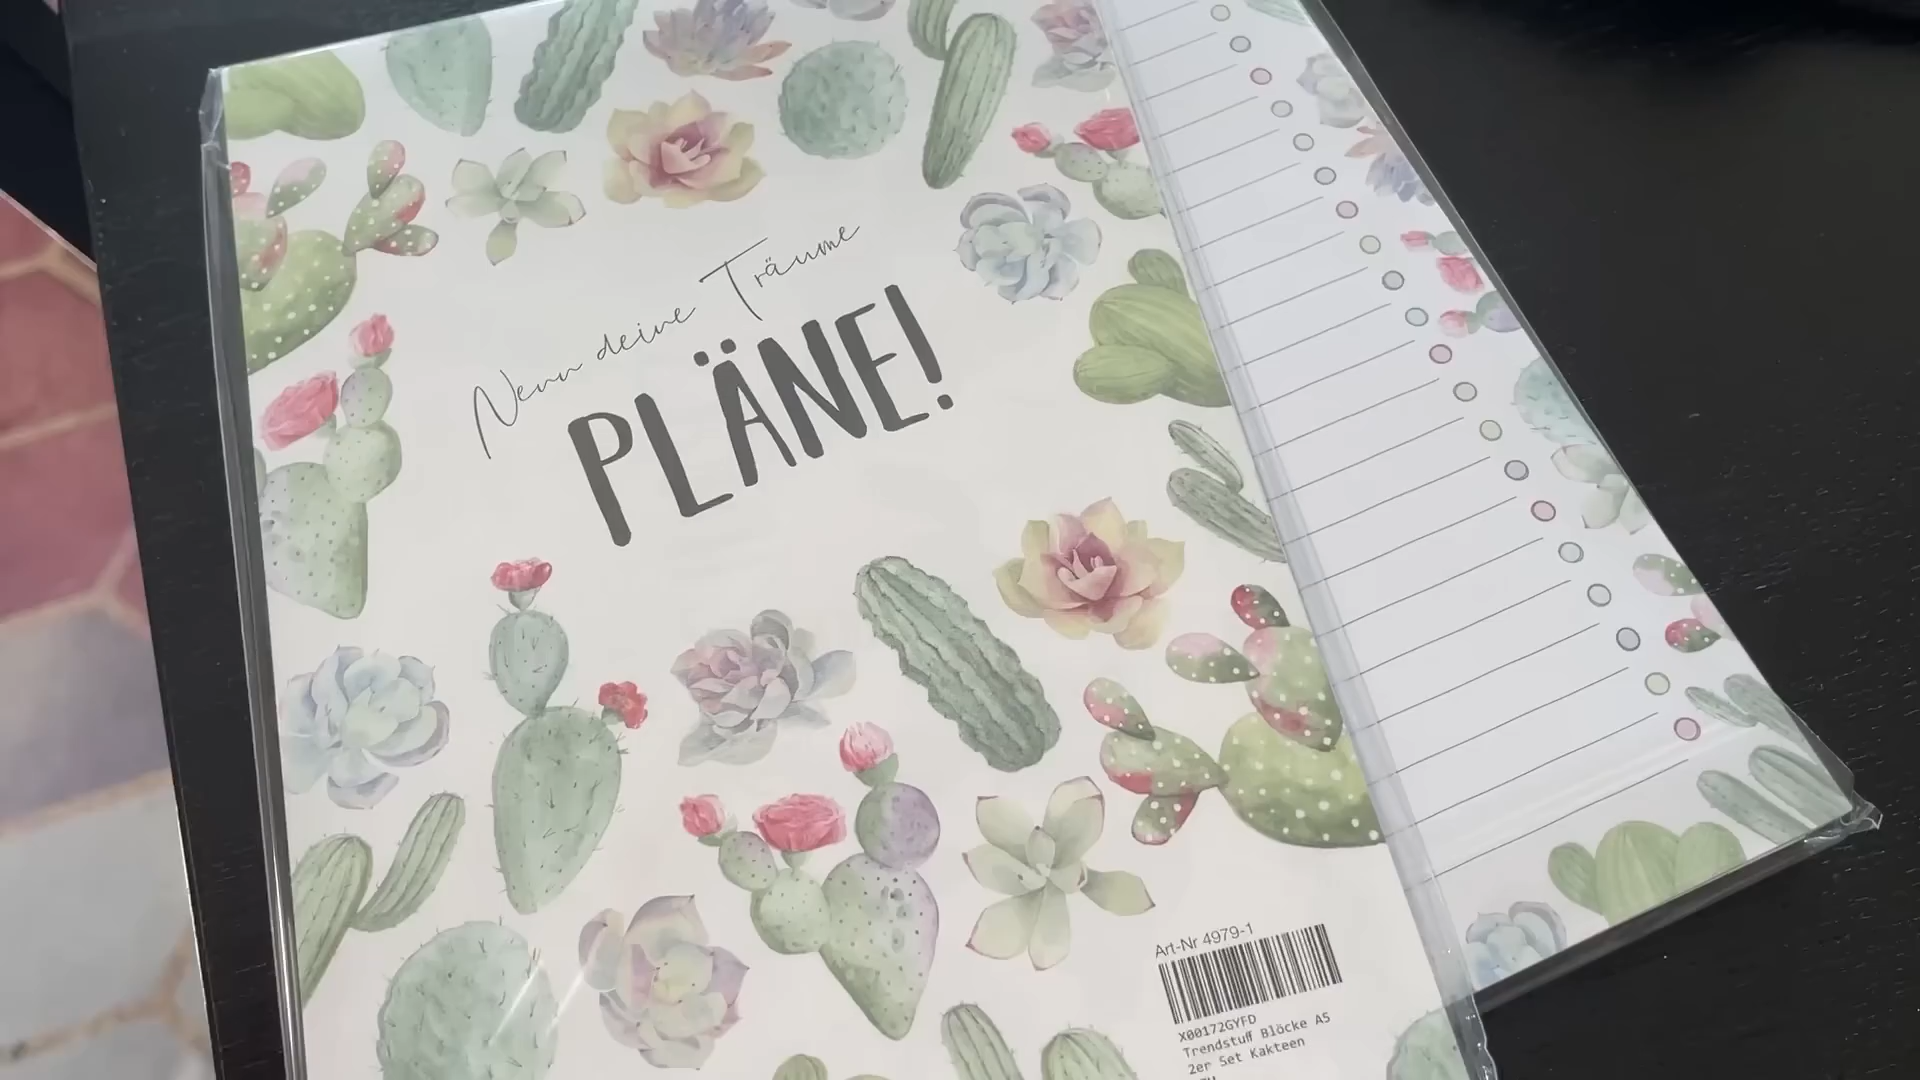 Nenn deine Träume
PLÄNE!
Art-Nr 4979-1
X00172GYFD
Trendstuff Blöcke A5
2er Set Kakteen